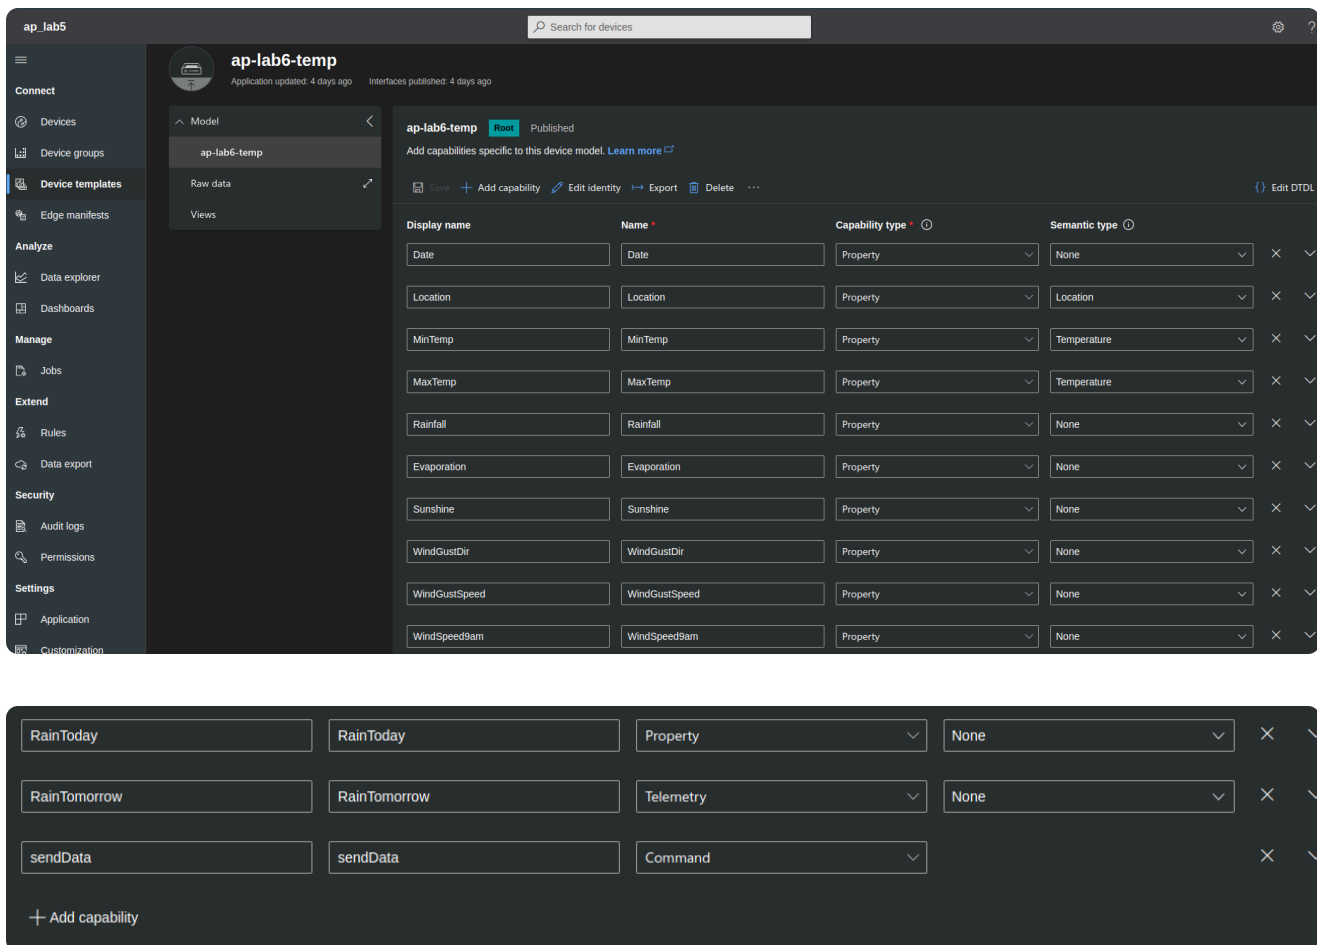 ap_lab5
Search for devices
?
ap-lab6-temp
Application updated: 4 days ago Interfaces published: 4 days ago
Connect
Devices
Device groups
Device templates
Edge manifests
Analyze
Data explorer
Dashboards
Manage
Jobs
Extend
Rules
Data export
Security
Audit logs
Permissions
Settings
Application
Customization
Model
ap-lab6-temp
Raw data
Views
ap-lab6-temp Root Published
Add capabilities specific to this device model. Learn more
Save Add capability Edit identity Export Delete ... {} Edit DTDL
Display name Name * Capability type * Semantic type
Date Date Property None
Location Location Property Location
MinTemp MinTemp Property Temperature
MaxTemp MaxTemp Property Temperature
Rainfall Rainfall Property None
Evaporation Evaporation Property None
Sunshine Sunshine Property None
WindGustDir WindGustDir Property None
WindGustSpeed WindGustSpeed Property None
WindSpeed9am WindSpeed9am Property None
RainToday RainToday Property None
RainTomorrow RainTomorrow Telemetry None
sendData sendData Command
Add capability